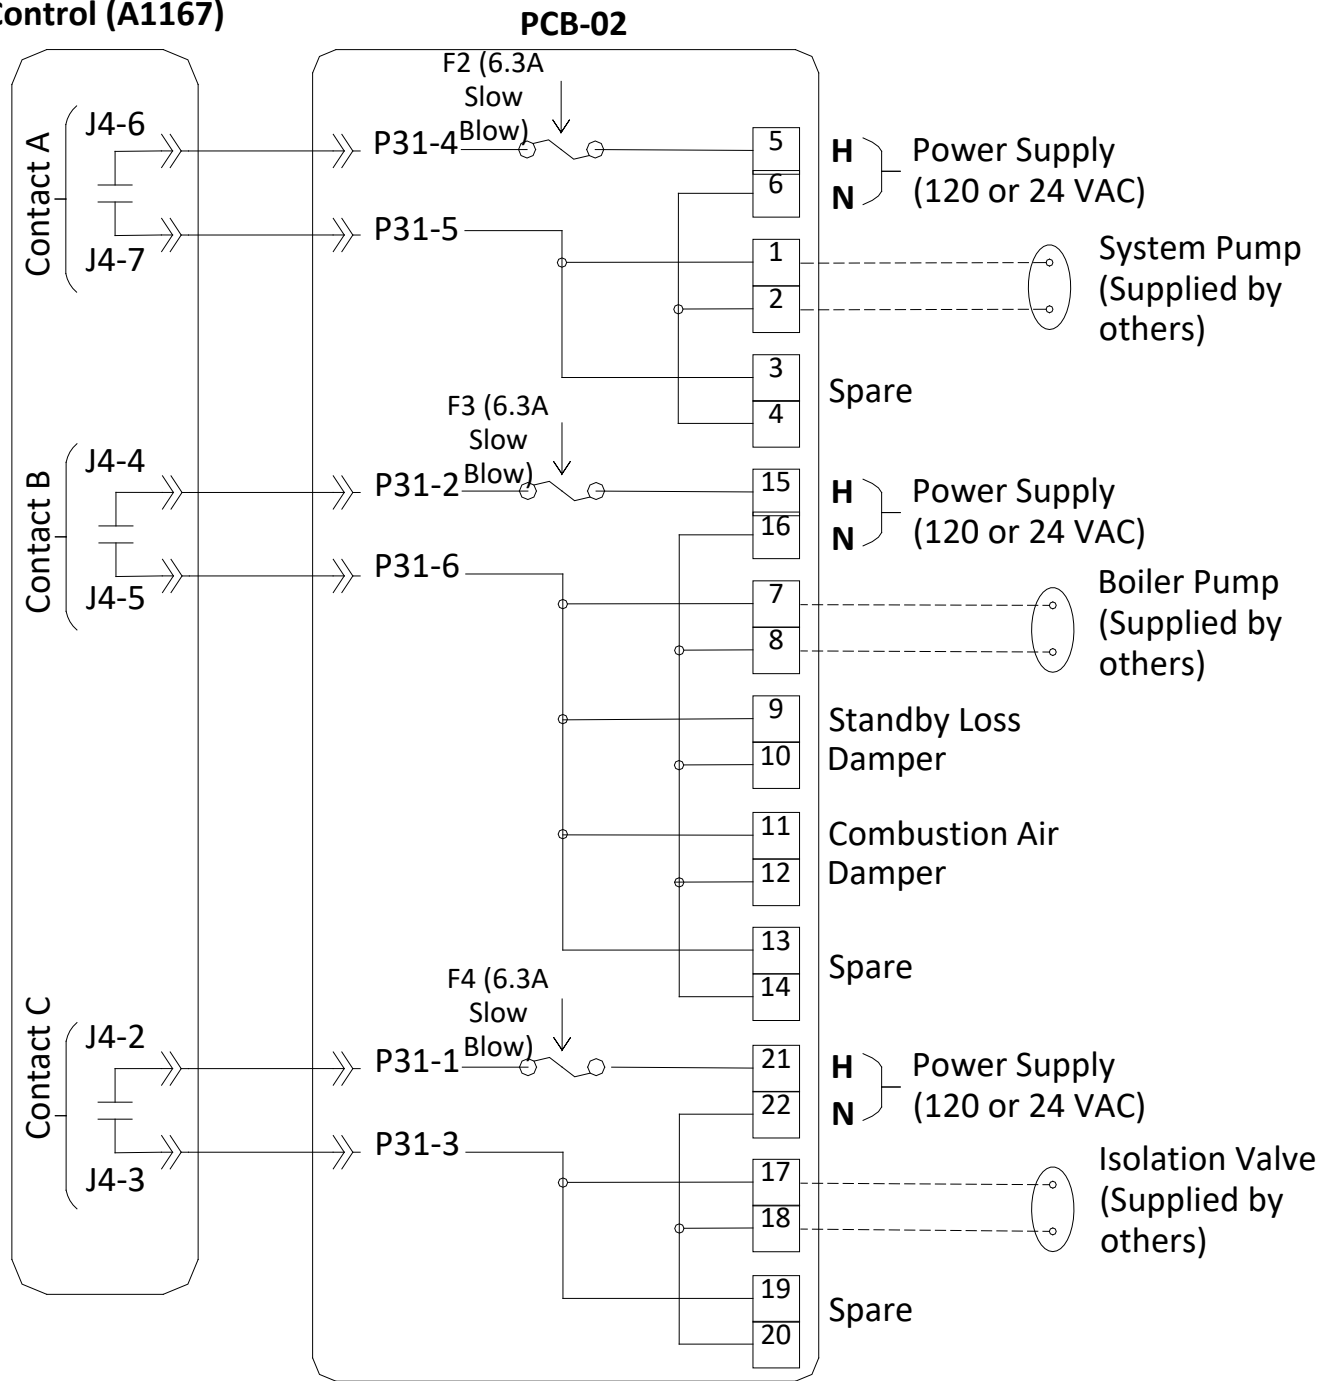 Control (A1167)
PCB-02
F2 (6.3A
Slow
Blow)
Contact A
J4-6
J4-7
P31-4
P31-5
5
6
H
N
Power Supply
(120 or 24 VAC)
1
2
System Pump
(Supplied by
others)
3
4
Spare
F3 (6.3A
Slow
Blow)
Contact B
J4-4
J4-5
P31-2
P31-6
15
16
H
N
Power Supply
(120 or 24 VAC)
7
8
Boiler Pump
(Supplied by
others)
9
10
Standby Loss
Damper
11
12
Combustion Air
Damper
13
14
Spare
F4 (6.3A
Slow
Blow)
Contact C
J4-2
J4-3
P31-1
P31-3
21
22
H
N
Power Supply
(120 or 24 VAC)
17
18
Isolation Valve
(Supplied by
others)
19
20
Spare